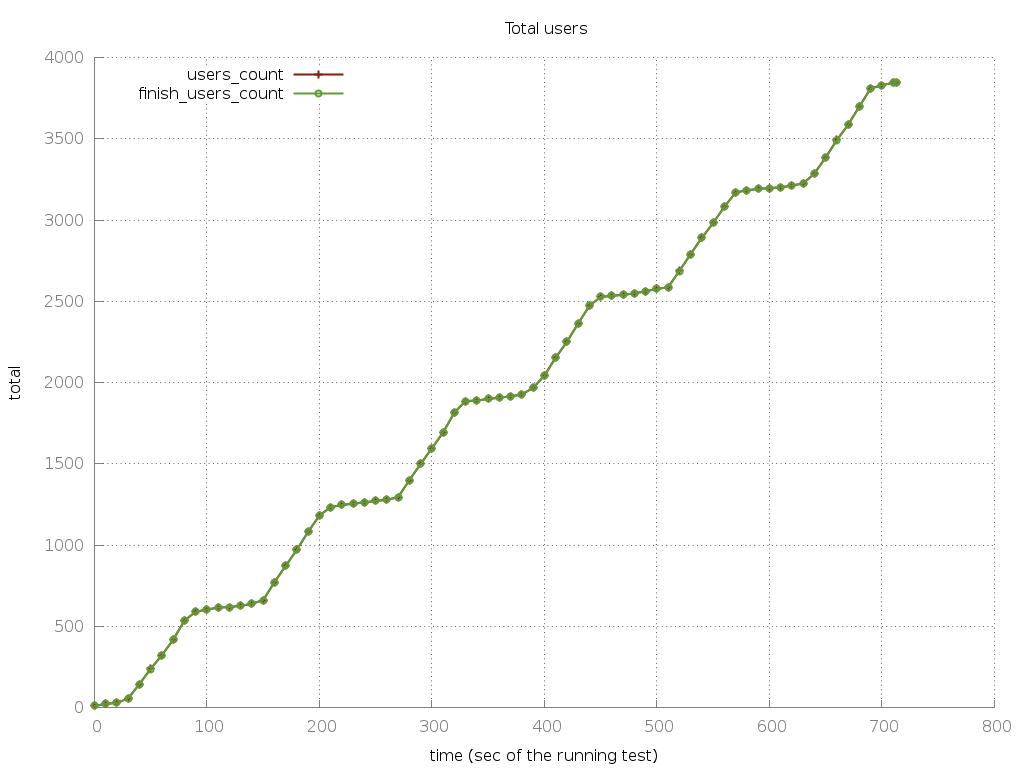 Total users
4000
users_count
finish_users_count
3500
3000
2500
2000
total
1500
1000
500
0
0 100 200 300 400 500 600 700 800
time (sec of the running test)